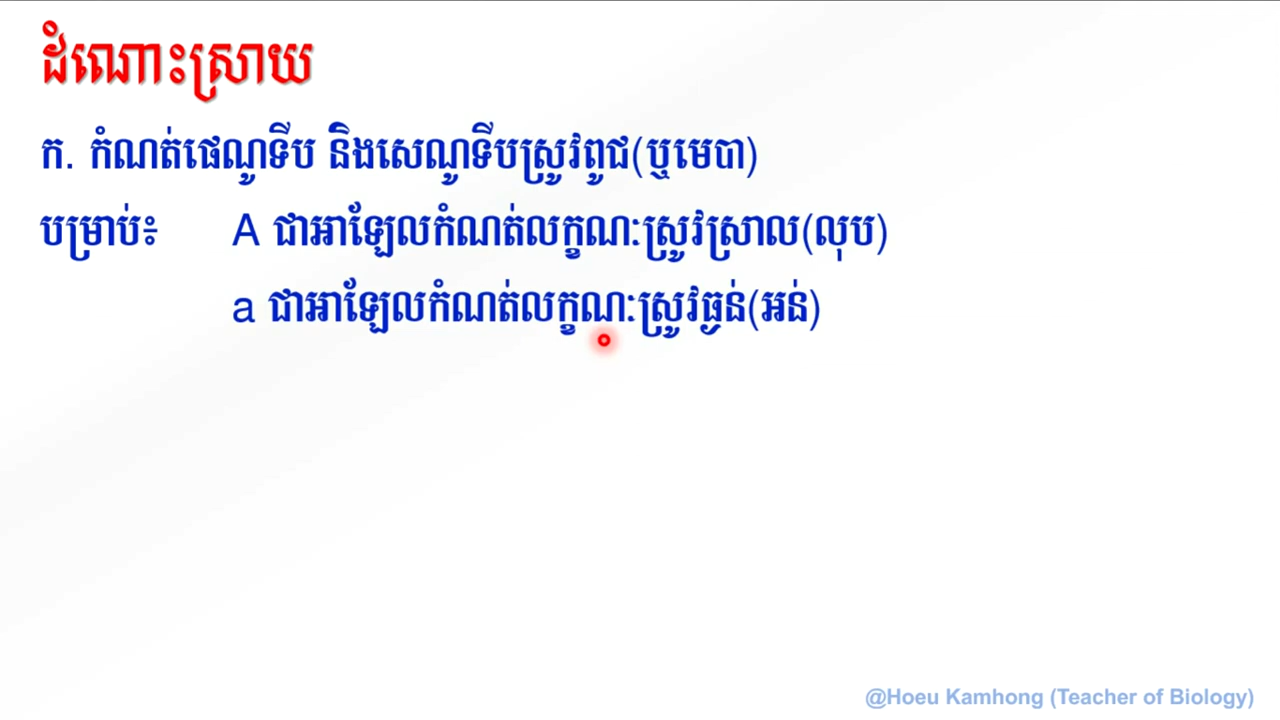 ដំណោះស្រាយ
ក. កំណត់ផេណូទីប និងសេណូទីបស្រូវពូជ(ឬមេបា)
បម្រាប់៖ A ជាអាឡែលកំណត់លក្ខណៈស្រូវស្រាល(លុប)
a ជាអាឡែលកំណត់លក្ខណៈស្រូវធ្ងន់(អន់)
@Hoeu Kamhong (Teacher of Biology)